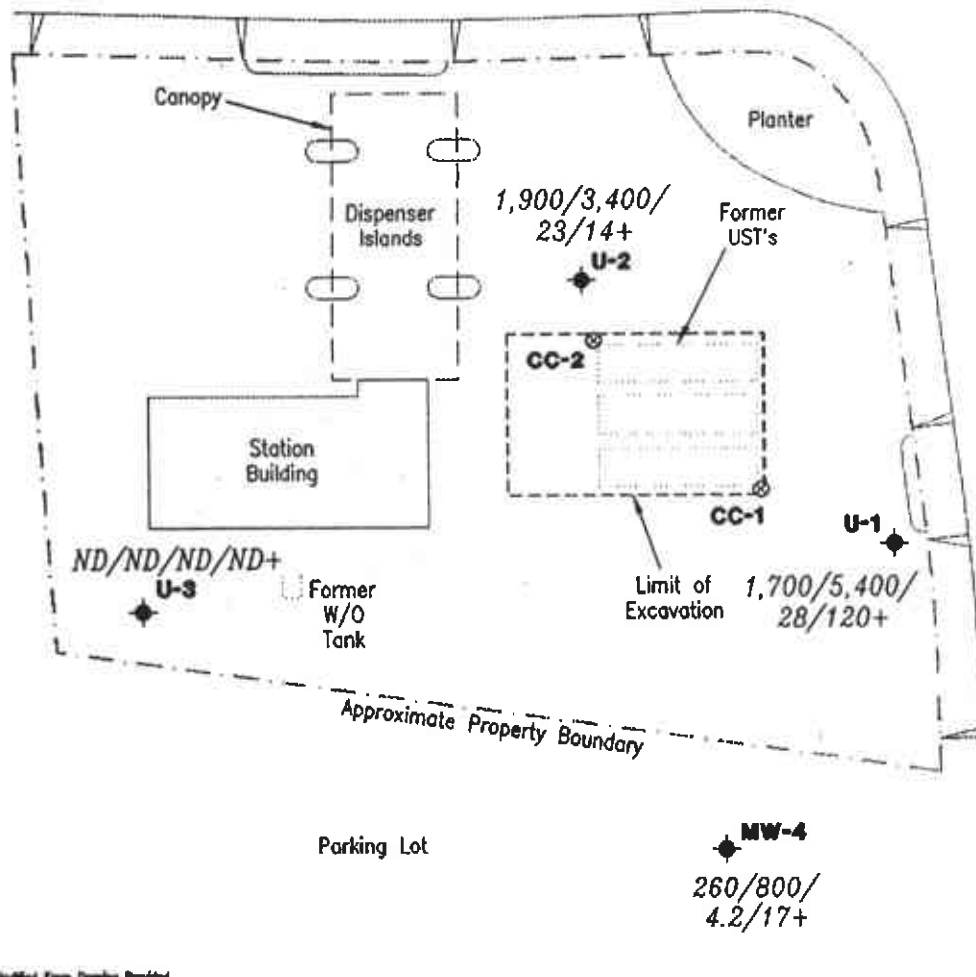 Canopy
Planter
Dispenser
Islands
1,900/3,400/
23/14+
U-2
Former
UST's
CC-2
Station
Building
CC-1
U-1
ND/ND/ND/ND+
U-3
Former
W/O
Tank
Limit of
Excavation
1,700/5,400/
28/120+
Approximate Property Boundary
Parking Lot
MW-4
260/800/
4.2/17+